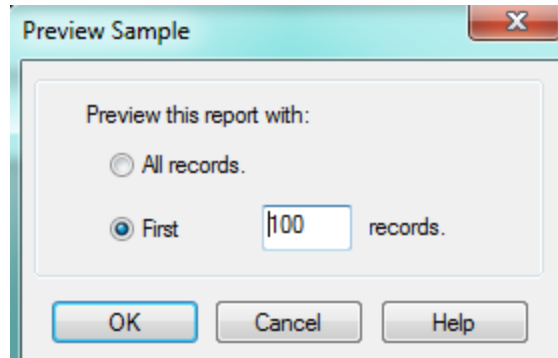 Preview Sample
Preview this report with:
All records.
First 100 records.
OK Cancel Help